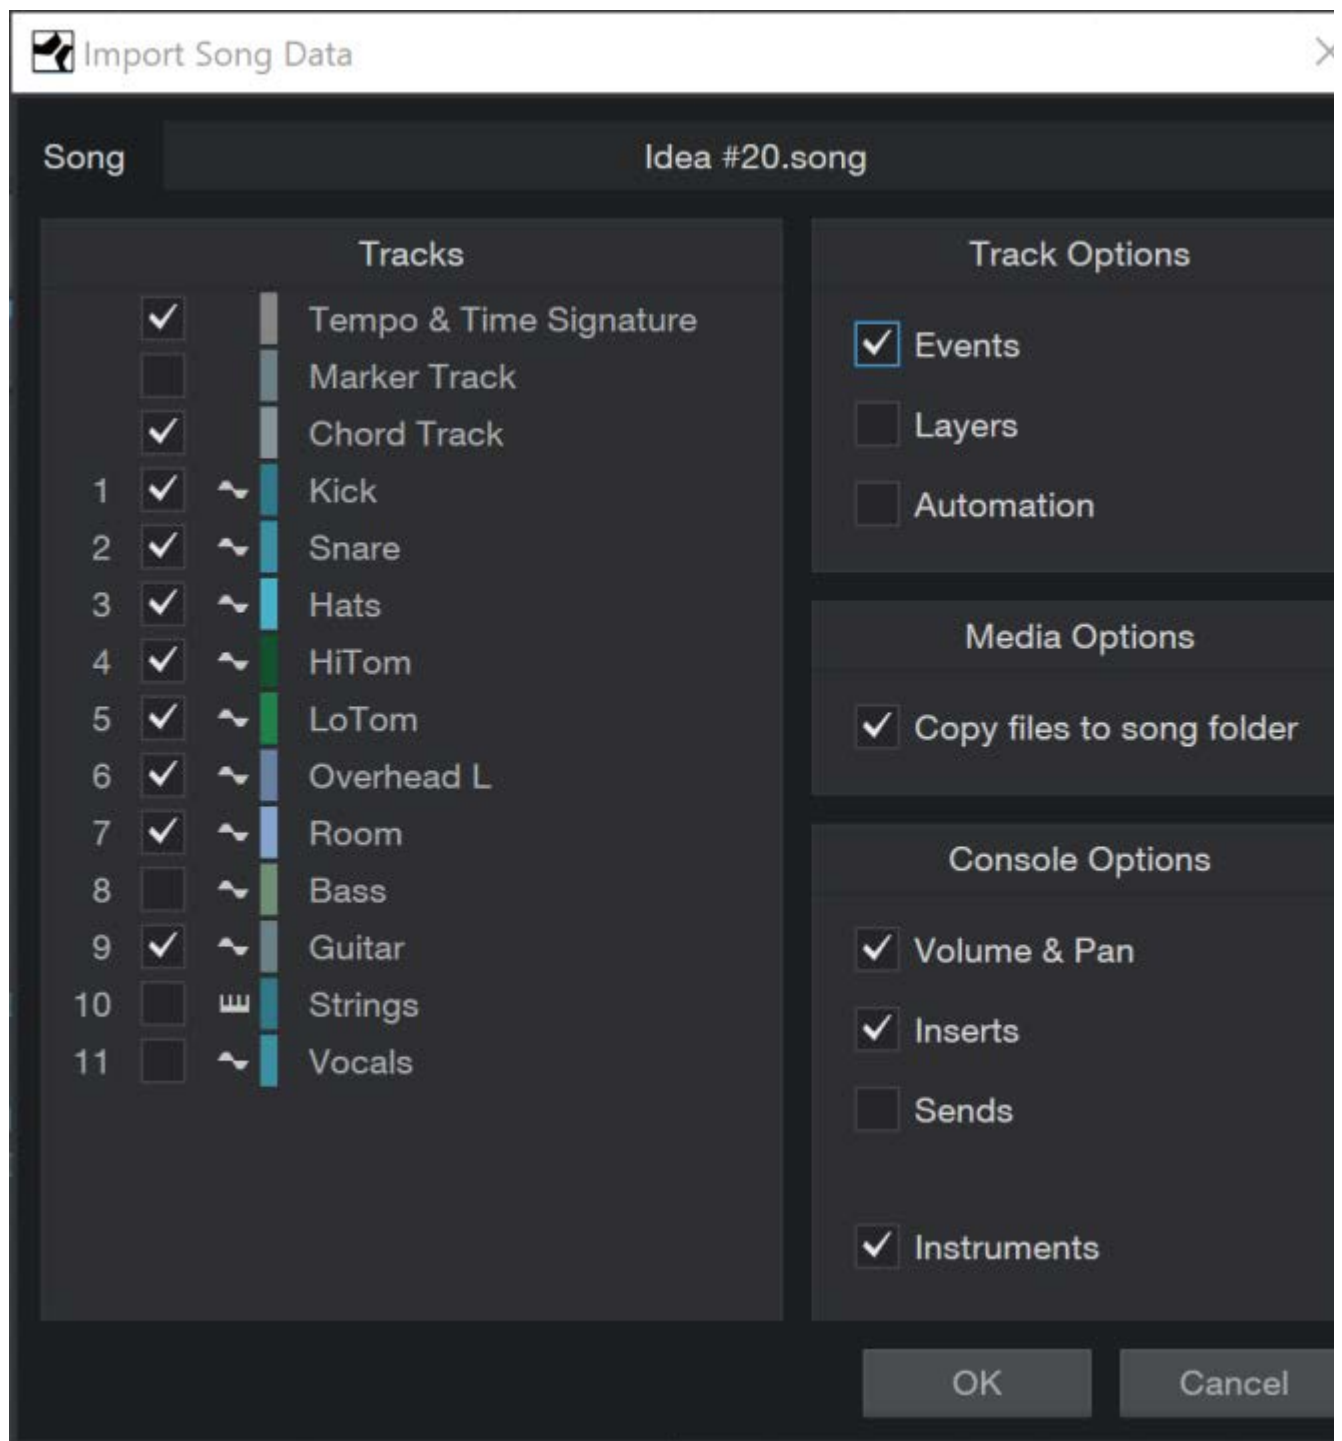 Import Song Data
Song
Idea #20.song
Tracks
Tempo & Time Signature
Marker Track
Chord Track
1 Kick
2 Snare
3 Hats
4 HiTom
5 LoTom
6 Overhead L
7 Room
8 Bass
9 Guitar
10 Strings
11 Vocals
Track Options
Events
Layers
Automation
Media Options
Copy files to song folder
Console Options
Volume & Pan
Inserts
Sends
Instruments
OK
Cancel